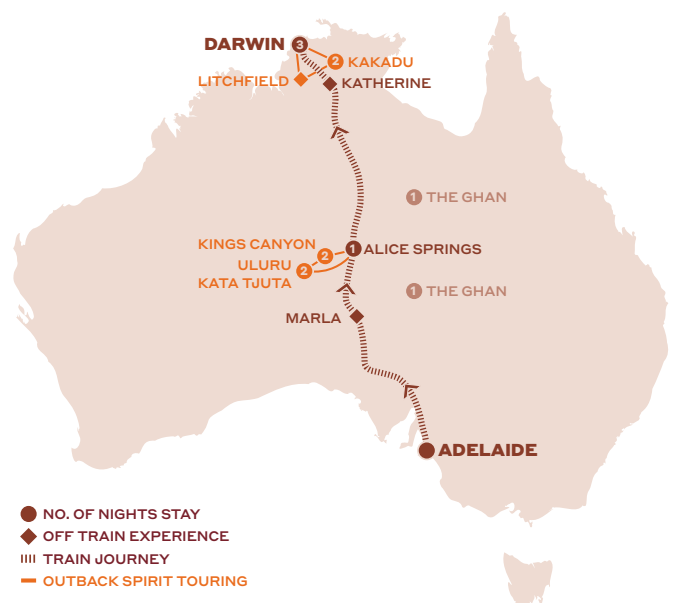 DARWIN 3
2 KAKADU
LITCHFIELD
KATHERINE
1 THE GHAN
KINGS CANYON 2
1 ALICE SPRINGS
ULURU 2
KATA TJUTA
1 THE GHAN
MARLA
ADELAIDE
NO. OF NIGHTS STAY
OFF TRAIN EXPERIENCE
TRAIN JOURNEY
OUTBACK SPIRIT TOURING